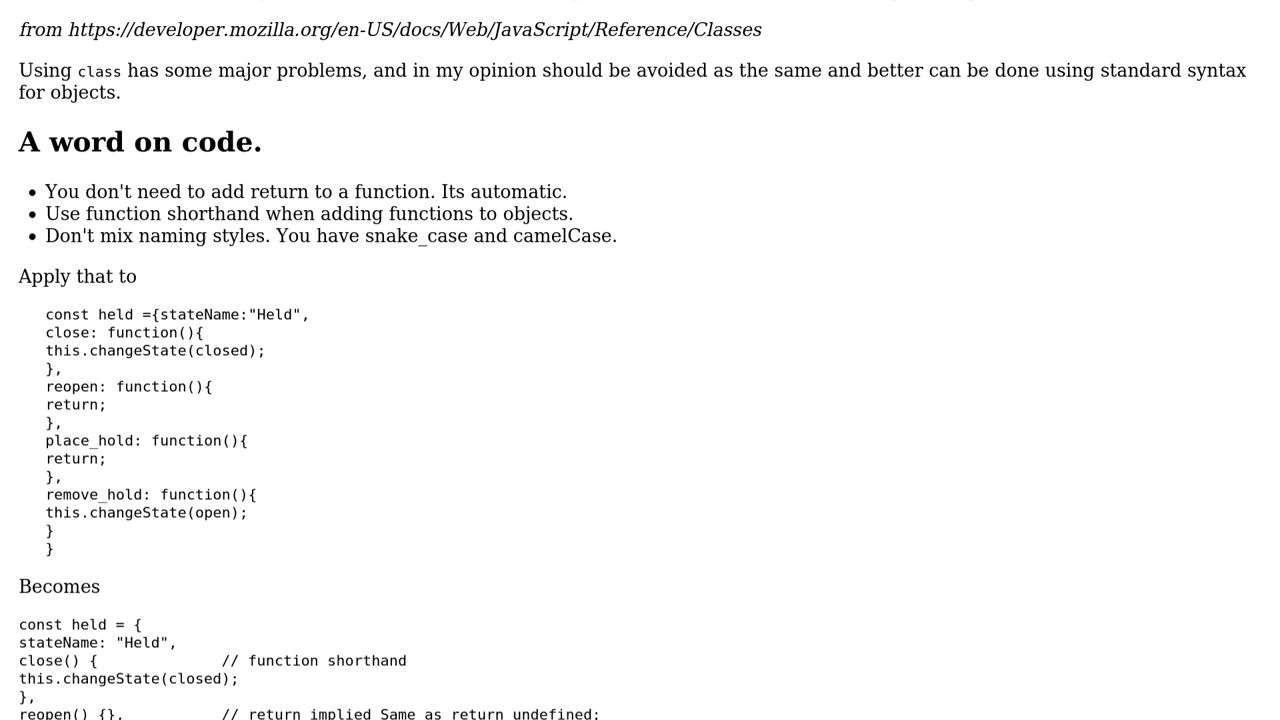 from https://developer.mozilla.org/en-US/docs/Web/JavaScript/Reference/Classes
Using class has some major problems, and in my opinion should be avoided as the same and better can be done using standard syntax
for objects.
A word on code.
• You don't need to add return to a function. Its automatic.
• Use function shorthand when adding functions to objects.
• Don't mix naming styles. You have snake_case and camelCase.
Apply that to
const held ={stateName:"Held",
close: function(){
this.changeState(closed);
},
reopen: function(){
return;
},
place_hold: function(){
return;
},
remove_hold: function(){
this.changeState(open);
}
}
Becomes
const held = {
stateName: "Held",
close() {              // function shorthand
this.changeState(closed);
},
reopen() {},           // return implied Same as return undefined;